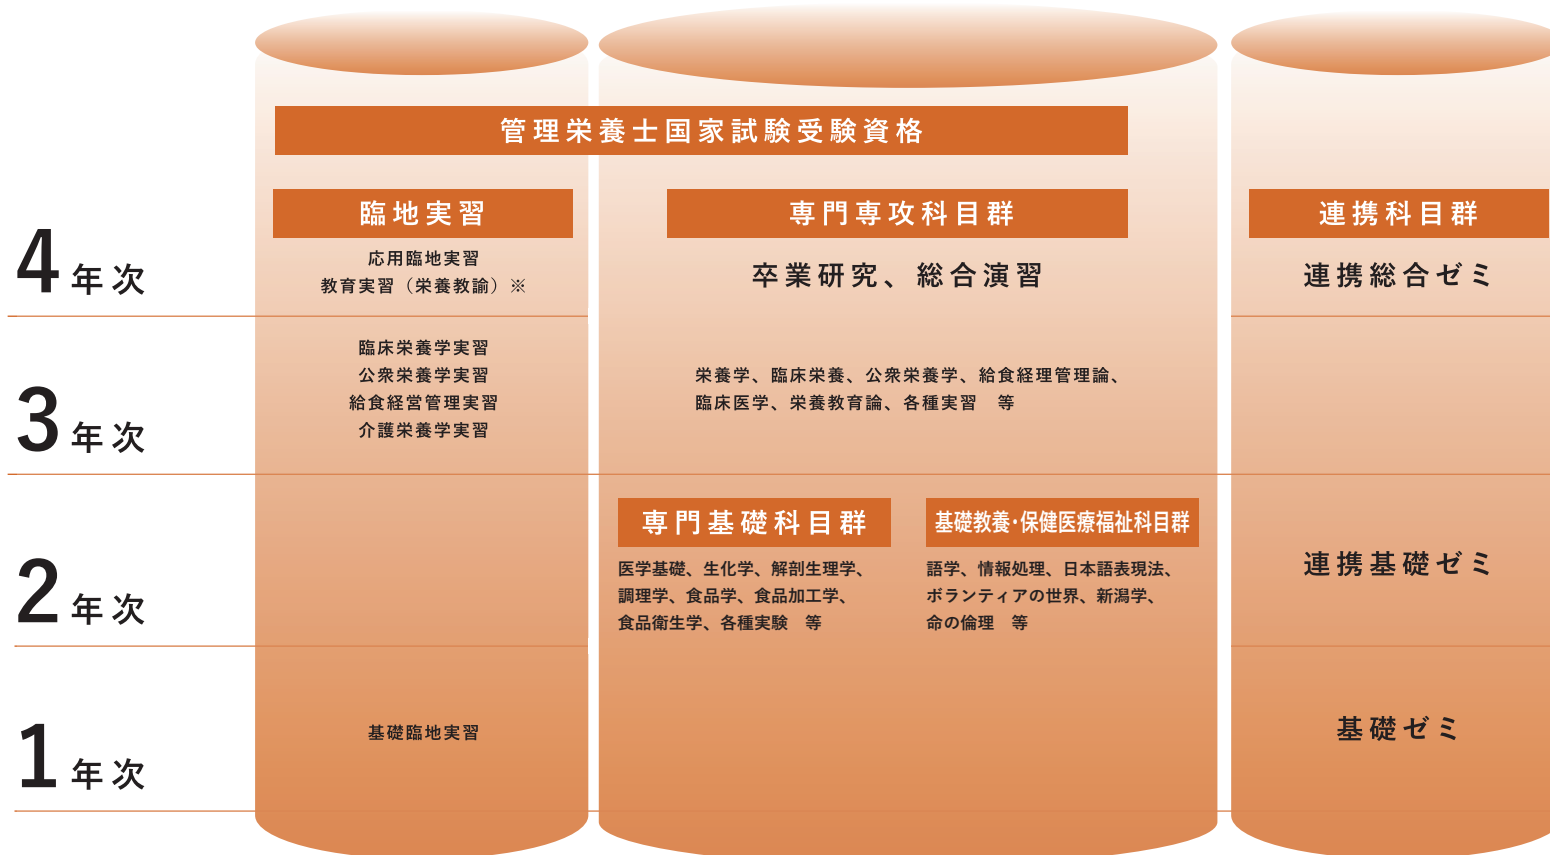 管理栄養士国家試験受験資格
4年次
臨地実習
応用臨地実習
教育実習（栄養教諭）※
専門専攻科目群
卒業研究、総合演習
連携科目群
連携総合ゼミ
3年次
臨床栄養学実習
公衆栄養学実習
給食経営管理実習
介護栄養学実習
栄養学、臨床栄養、公衆栄養学、給食経理管理論、
臨床医学、栄養教育論、各種実習　等
2年次
専門基礎科目群
医学基礎、生化学、解剖生理学、
調理学、食品学、食品加工学、
食品衛生学、各種実験　等
基礎教養・保健医療福祉科目群
語学、情報処理、日本語表現法、
ボランティアの世界、新潟学、
命の倫理　等
連携基礎ゼミ
1年次
基礎臨地実習
基礎ゼミ